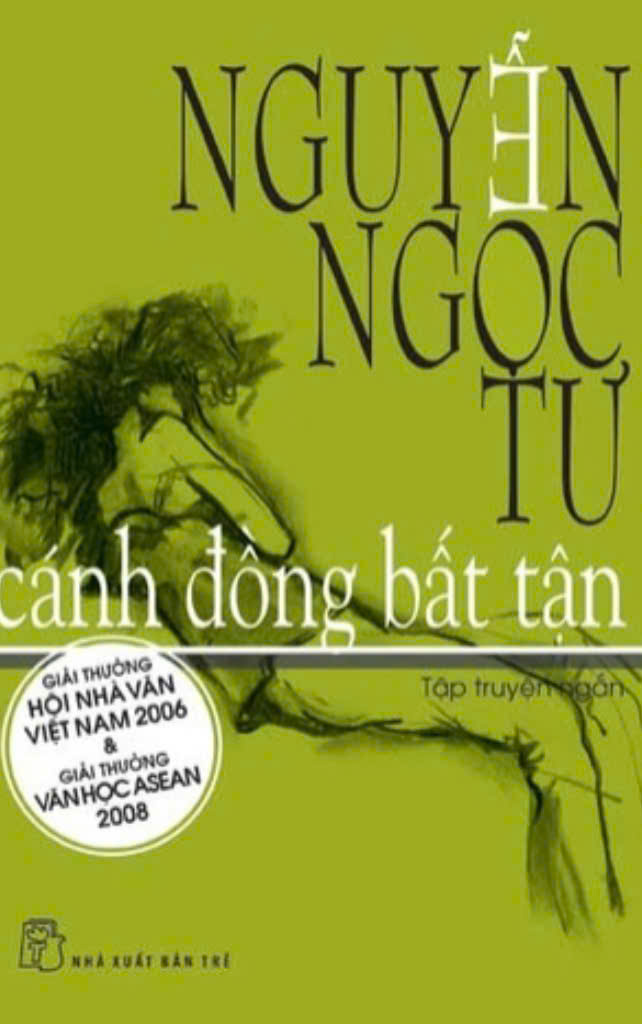 NGUYỄN
NGỌC
TƯ
cánh đồng bất tận
Tập truyện ngắn
GIẢI THƯỞNG
HỘI NHÀ VĂN
VIỆT NAM 2006
&
GIẢI THƯỞNG
VĂN HỌC ASEAN
2008
NHÀ XUẤT BẢN TRẺ